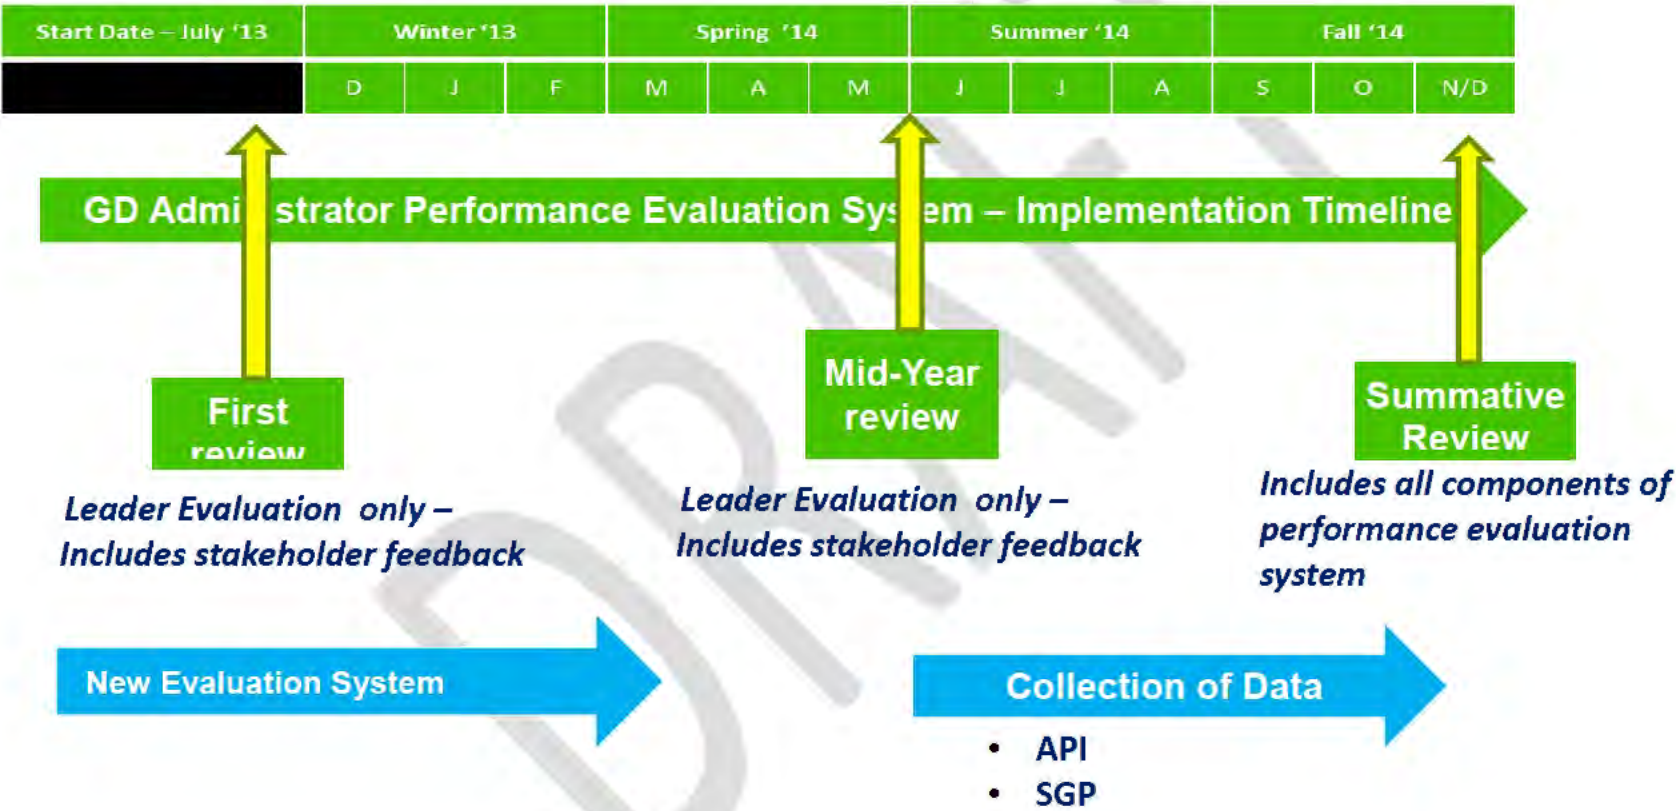 Start Date – July '13 Winter '13 Spring '14 Summer '14 Fall '14
D J F M A M J J A S O N/D
GD Admi strator Performance Evaluation Sys em – Implementation Timeline
First
review
Mid-Year
review
Summative
Review
Leader Evaluation only –
Includes stakeholder feedback
Leader Evaluation only –
Includes stakeholder feedback
Includes all components of
performance evaluation
system
New Evaluation System
Collection of Data
• API
• SGP
DRAFT